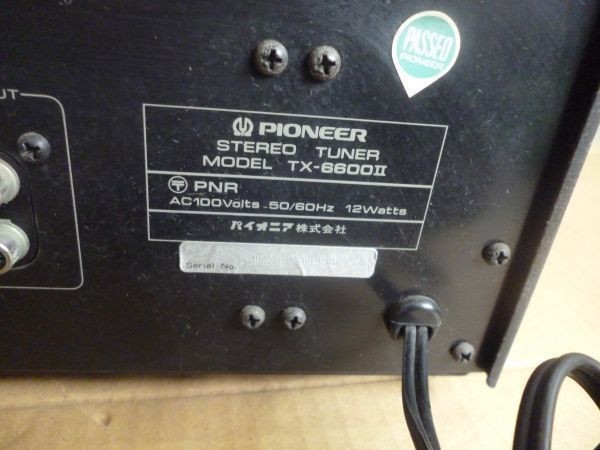 PASSED
PIONEER
UT
PIONEER
STEREO TUNER
MODEL TX-6600II
〒 PNR
AC100Volts 50/60Hz 12Watts
パイオニア株式会社
Serial No.